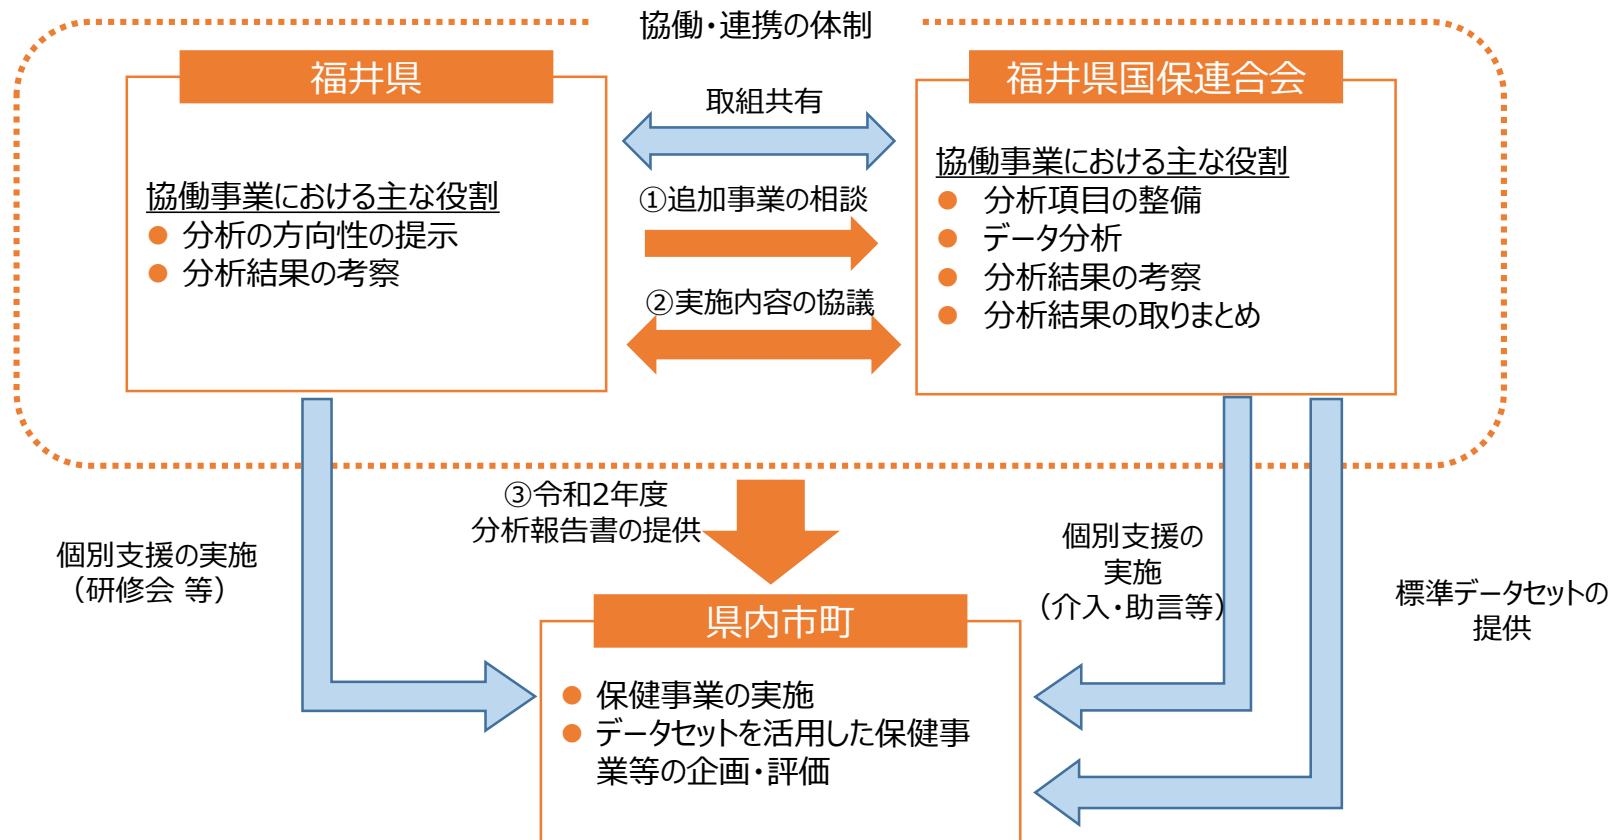 協働・連携の体制
福井県
協働事業における主な役割
● 分析の方向性の提示
● 分析結果の考察
取組共有
①追加事業の相談
②実施内容の協議
福井県国保連合会
協働事業における主な役割
● 分析項目の整備
● データ分析
● 分析結果の考察
● 分析結果の取りまとめ
③令和2年度
分析報告書の提供
個別支援の実施
（研修会 等）
個別支援の
実施
（介入・助言等）
標準データセットの
提供
県内市町
● 保健事業の実施
● データセットを活用した保健事
業等の企画・評価